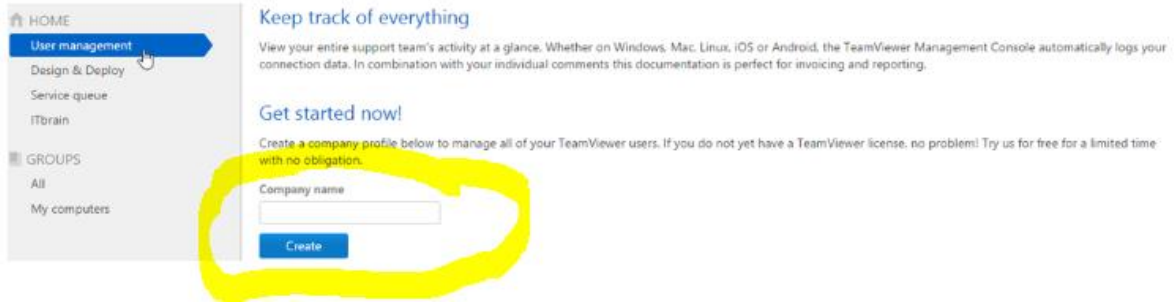 HOME
User management
Design & Deploy
Service queue
ITbrain
GROUPS
All
My computers
Keep track of everything
View your entire support team's activity at a glance. Whether on Windows, Mac, Linux, iOS or Android, the TeamViewer Management Console automatically logs your
connection data. In combination with your individual comments this documentation is perfect for invoicing and reporting.
Get started now!
Create a company profile below to manage all of your TeamViewer users. If you do not yet have a TeamViewer license, no problem! Try us for free for a limited time
with no obligation.
Company name
Create